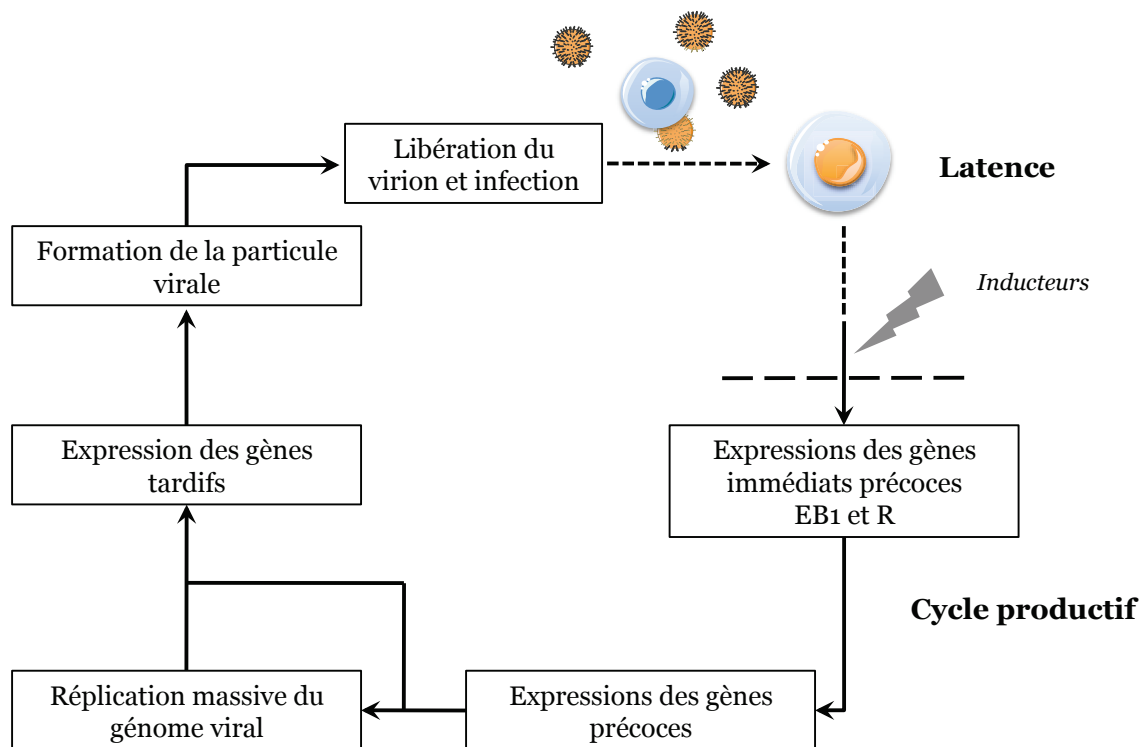 Libération du
virion et infection
Latence
Formation de la particule
virale
Inducteurs
Expression des gènes
tardifs
Expressions des gènes
immédiats précoces
EB1 et R
Cycle productif
Réplication massive du
génome viral
Expressions des gènes
précoces